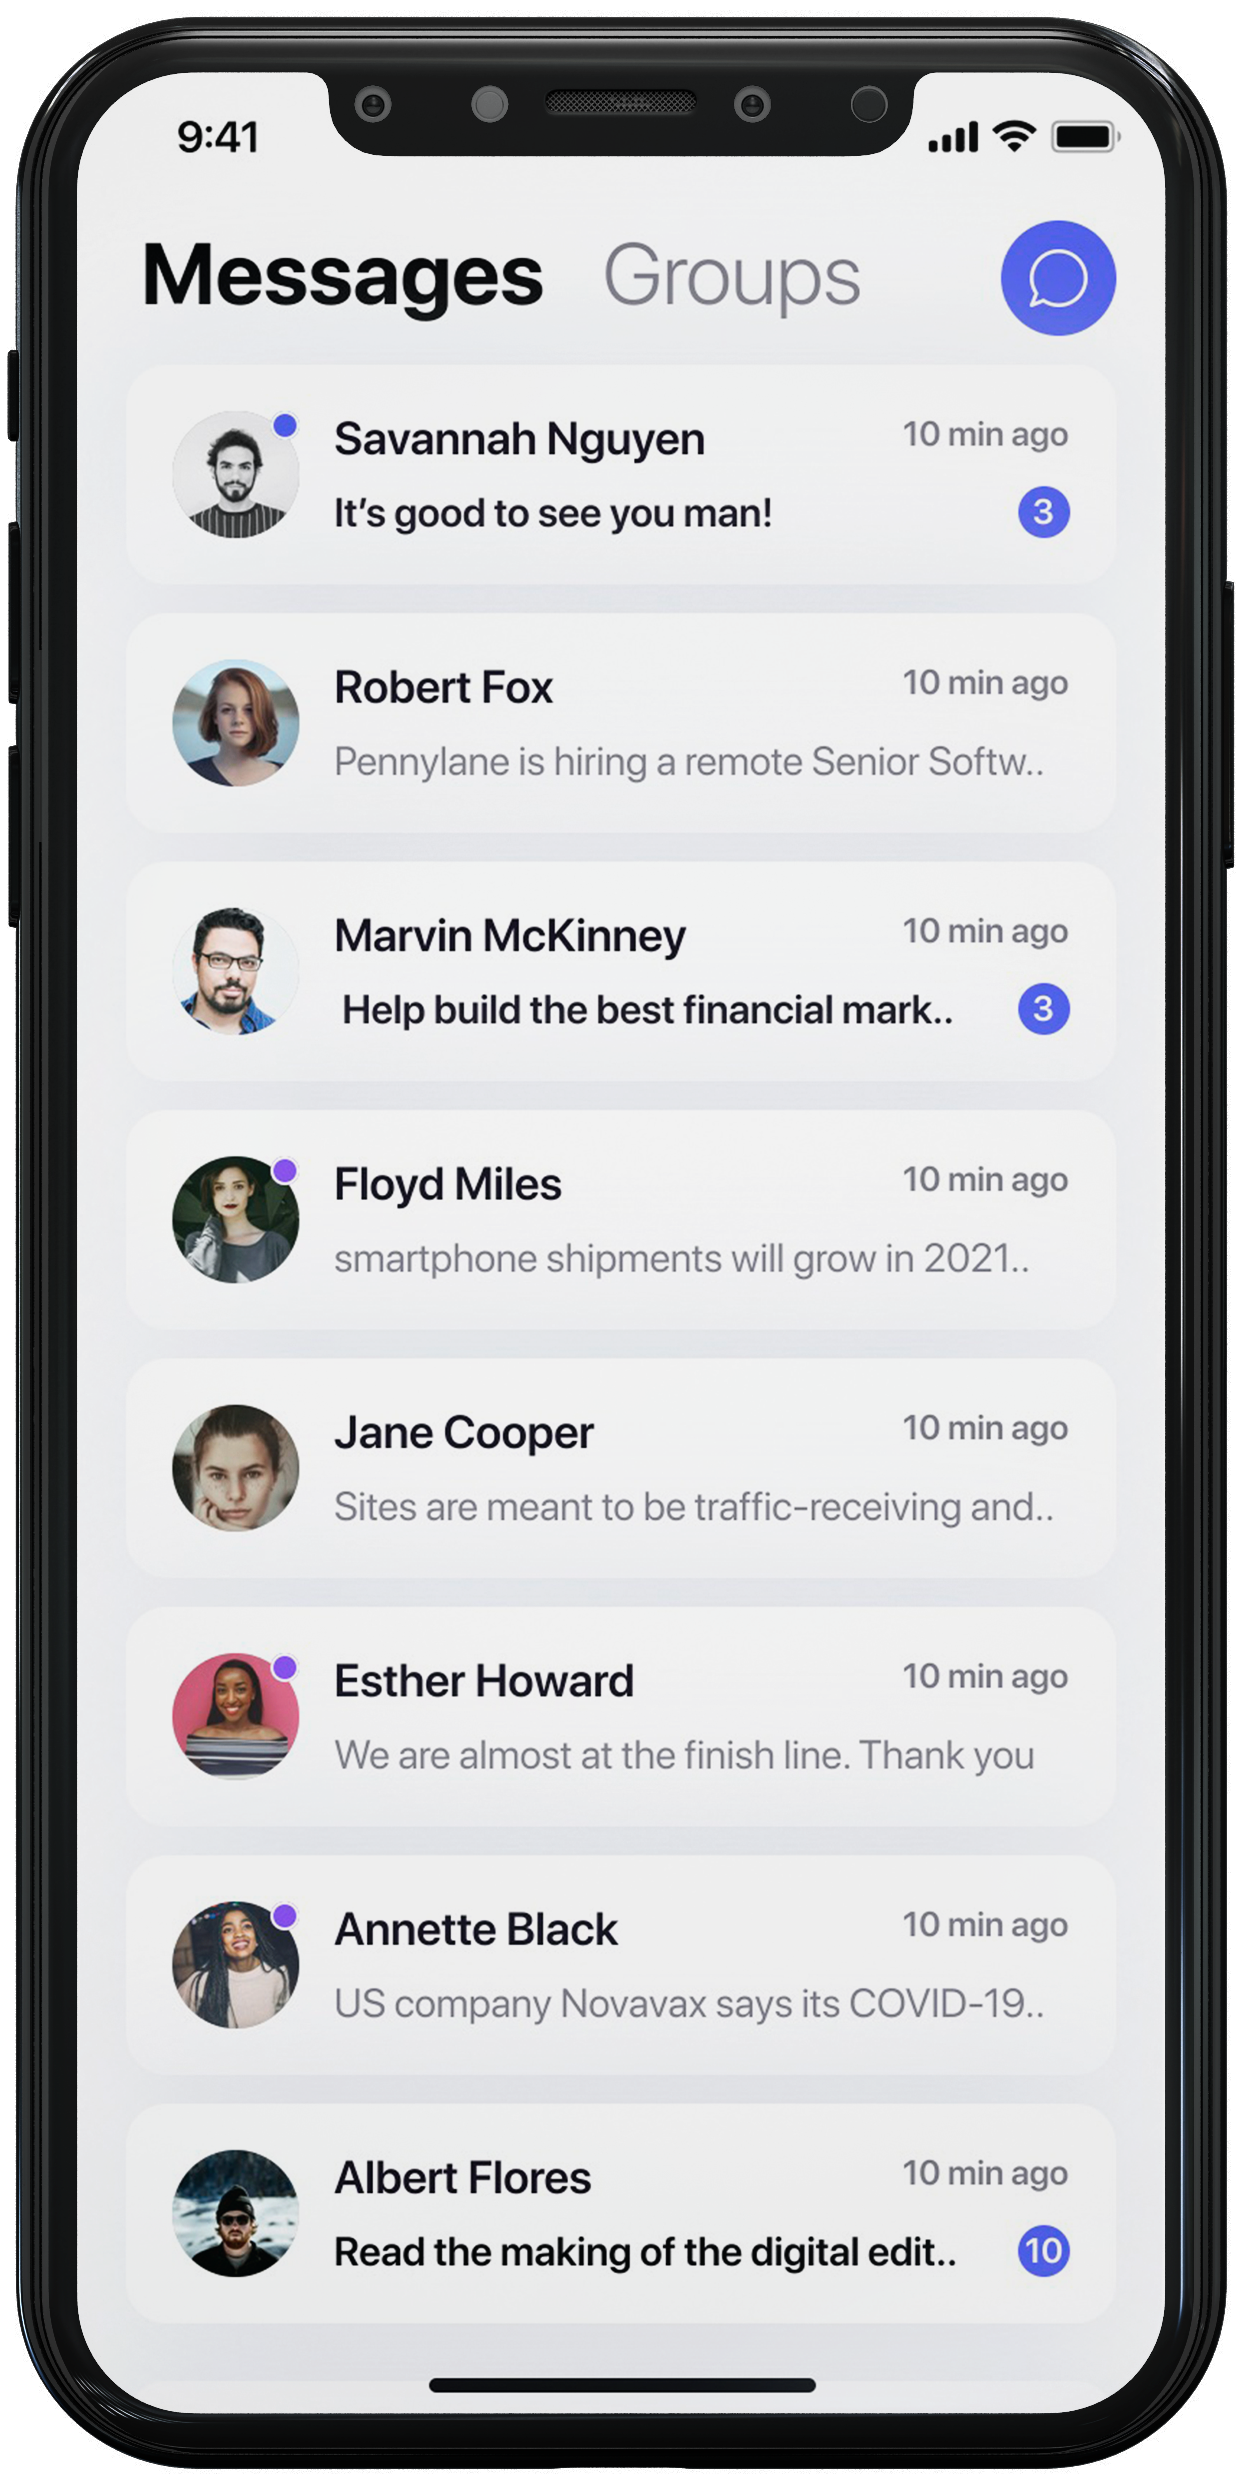 9:41
Messages Groups
Savannah Nguyen 10 min ago
It's good to see you man! 3
Robert Fox 10 min ago
Pennylane is hiring a remote Senior Softw..
Marvin McKinney 10 min ago
Help build the best financial mark.. 3
Floyd Miles 10 min ago
smartphone shipments will grow in 2021..
Jane Cooper 10 min ago
Sites are meant to be traffic-receiving and..
Esther Howard 10 min ago
We are almost at the finish line. Thank you
Annette Black 10 min ago
US company Novavax says its COVID-19..
Albert Flores 10 min ago
Read the making of the digital edit.. 10